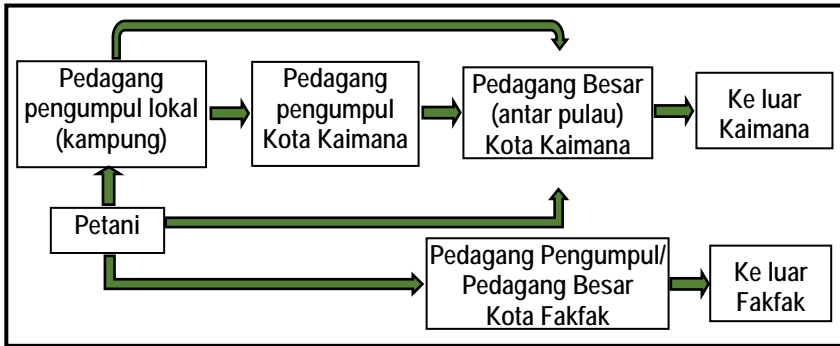 Pedagang
pengumpul lokal
(kampung)
Pedagang
pengumpul
Kota Kaimana
Pedagang Besar
(antar pulau)
Kota Kaimana
Ke luar
Kaimana
Petani
Pedagang Pengumpul/
Pedagang Besar
Kota Fakfak
Ke luar
Fakfak